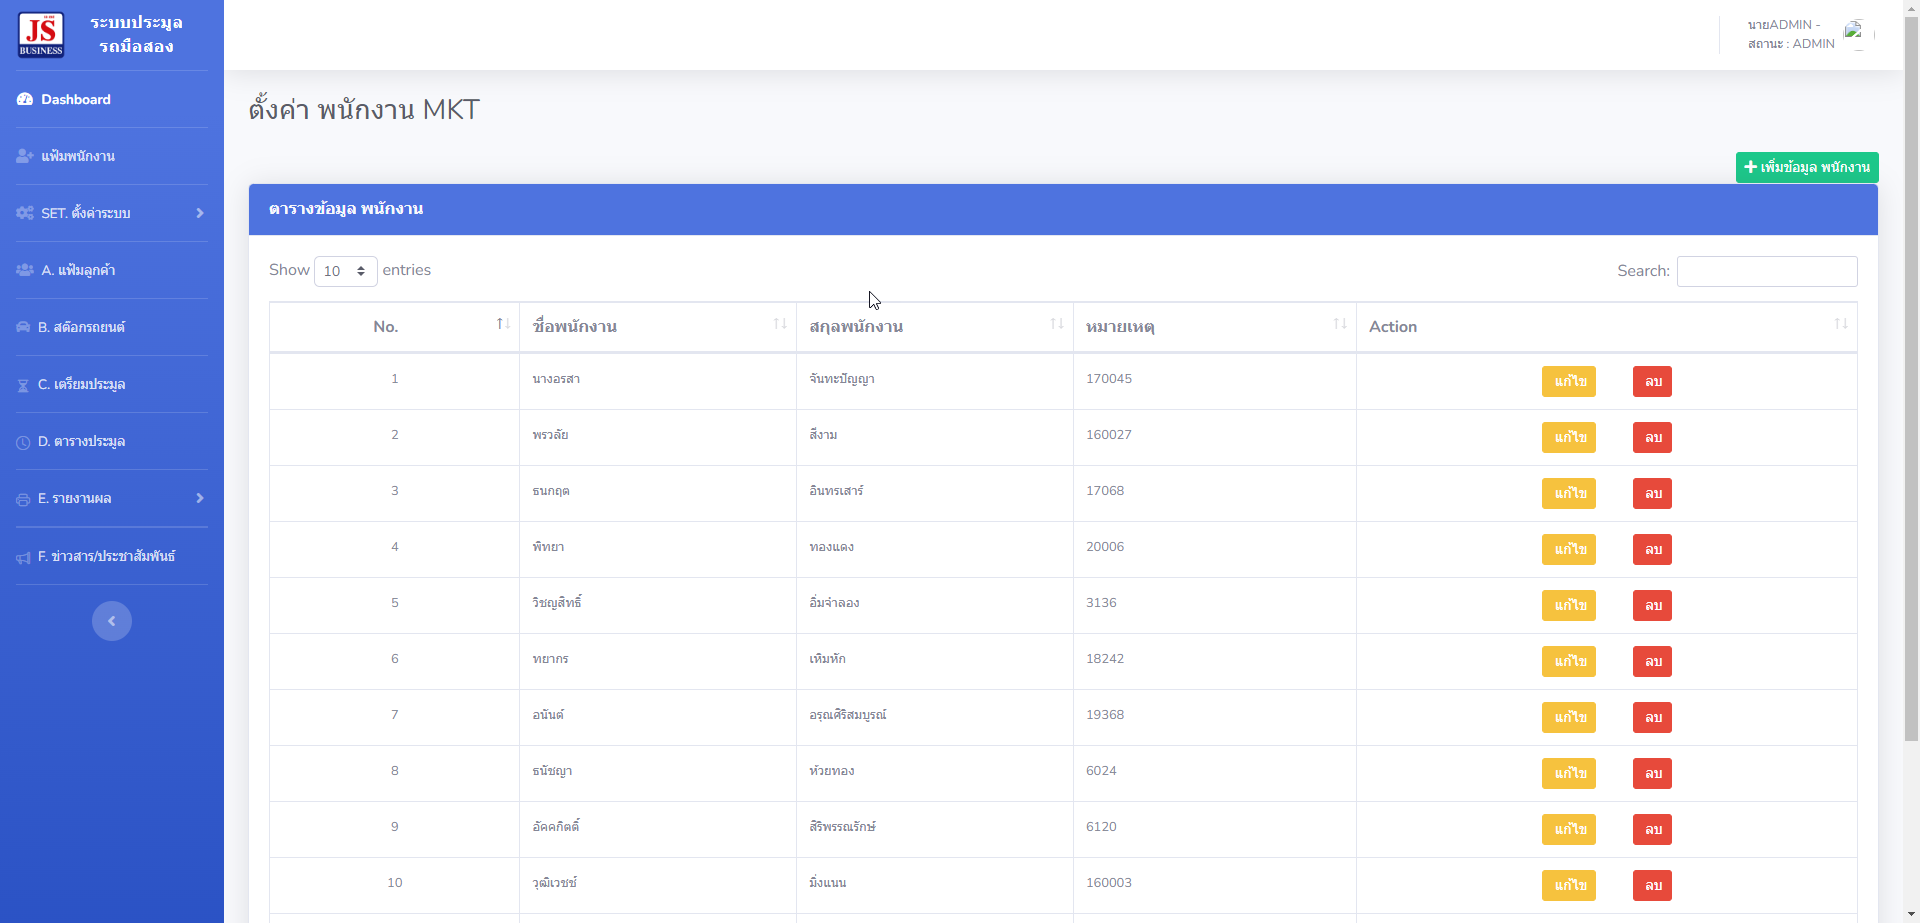 JS
BUSINESS
ระบบประมูล
รถมือสอง
Dashboard
แฟ้มพนักงาน
SET. ตั้งค่าระบบ
A. แฟ้มลูกค้า
B. สต๊อกรถยนต์
C. เตรียมประมูล
D. ตารางประมูล
E. รายงานผล
F. ข่าวสาร/ประชาสัมพันธ์
นายADMIN -
สถานะ : ADMIN
ตั้งค่า พนักงาน MKT
เพิ่มข้อมูล พนักงาน
ตารางข้อมูล พนักงาน
Show 10 entries
Search:
No. ชื่อพนักงาน สกุลพนักงาน หมายเหตุ Action
1 นางอรสา จันทะปัญญา 170045 แก้ไข ลบ
2 พรวลัย สีงาม 160027 แก้ไข ลบ
3 ธนกฤต อินทรเสาร์ 17068 แก้ไข ลบ
4 พิทยา ทองแดง 20006 แก้ไข ลบ
5 วิชญสิทธิ์ อิ่มจำลอง 3136 แก้ไข ลบ
6 ทยากร เหิมหัก 18242 แก้ไข ลบ
7 อนันต์ อรุณศิริสมบูรณ์ 19368 แก้ไข ลบ
8 ธนัชญา ห้วยทอง 6024 แก้ไข ลบ
9 อัคคกิตติ์ สิริพรรณรักษ์ 6120 แก้ไข ลบ
10 วุฒิเวชช์ มิ่งแนน 160003 แก้ไข ลบ